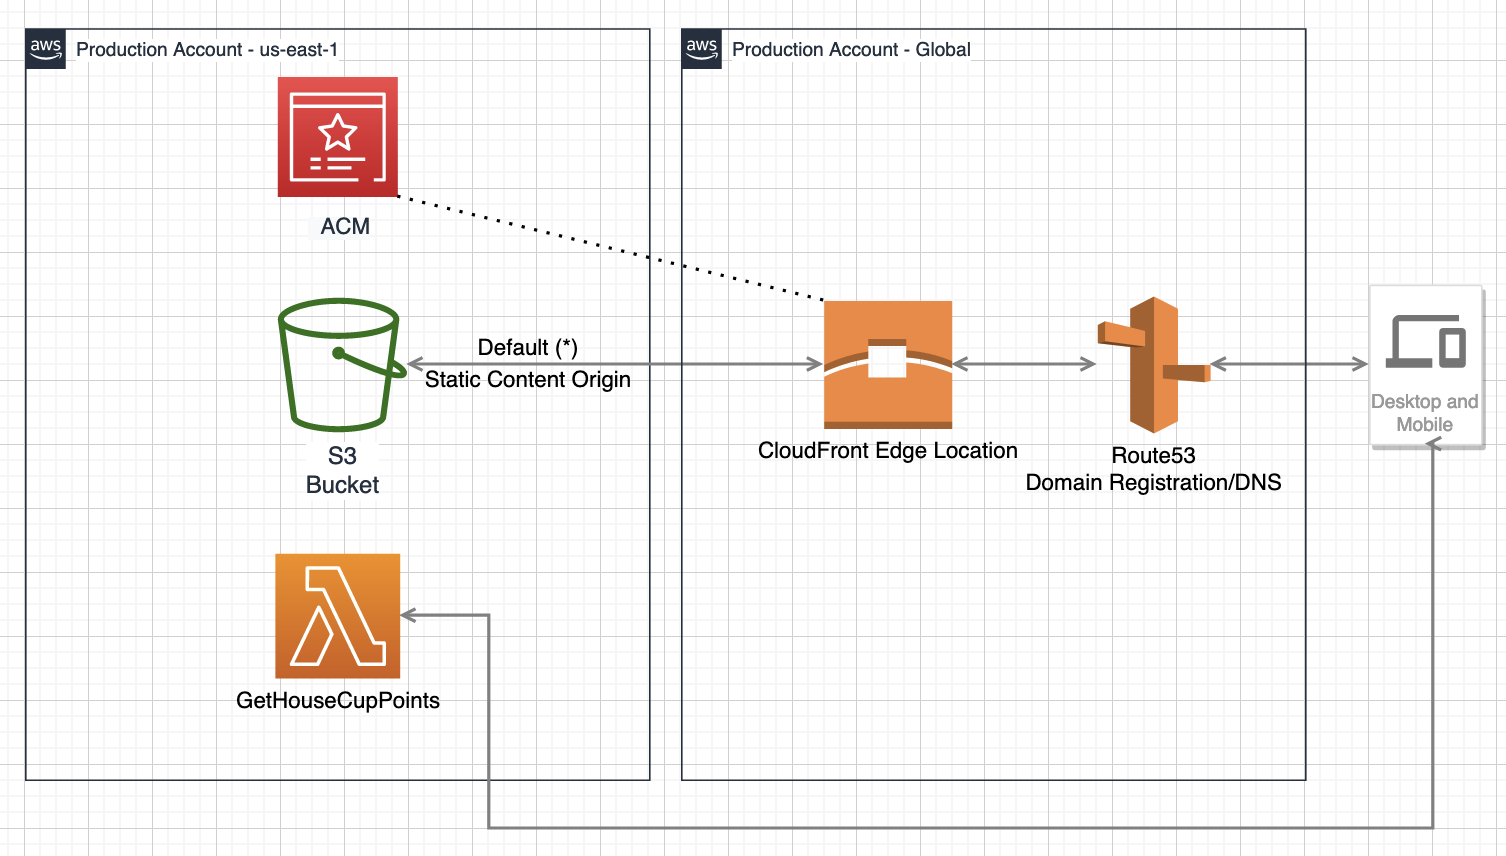 aws
Production Account - us-east-1
aws
Production Account - Global
ACM
Default (*)
Static Content Origin
S3
Bucket
CloudFront Edge Location
Route53
Domain Registration/DNS
Desktop and
Mobile
GetHouseCupPoints